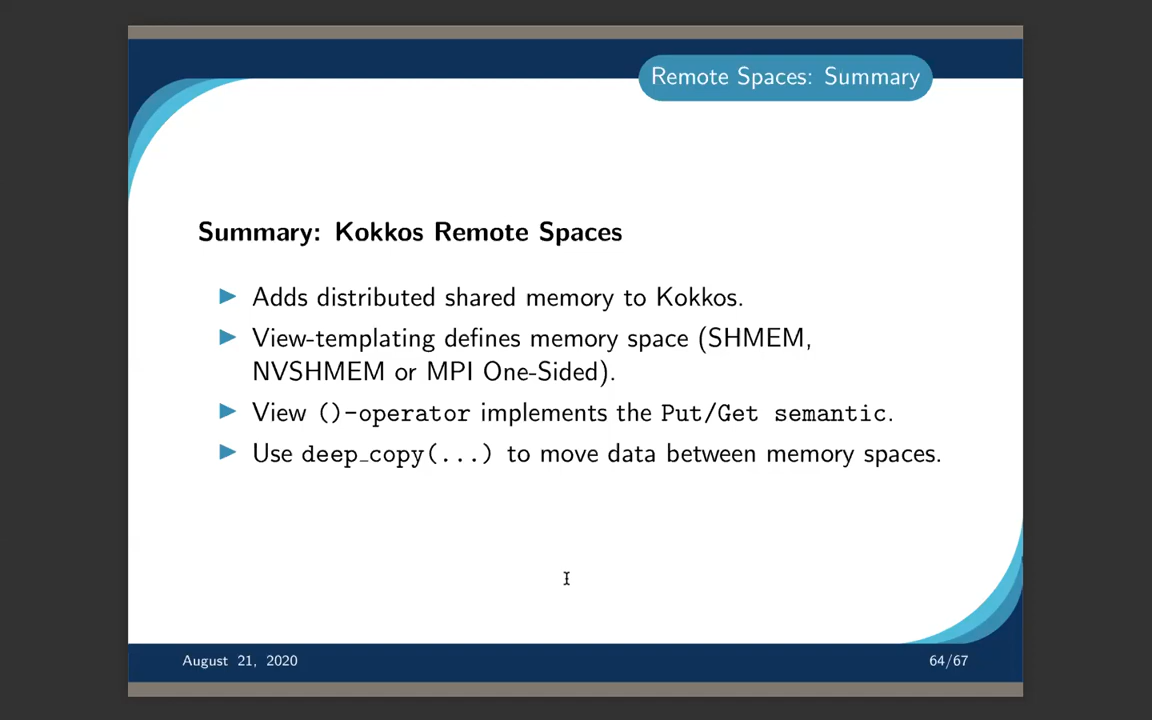 Remote Spaces: Summary
Summary: Kokkos Remote Spaces
▶ Adds distributed shared memory to Kokkos.
▶ View-templating defines memory space (SHMEM,
NVSHMEM or MPI One-Sided).
▶ View ()-operator implements the Put/Get semantic.
▶ Use deep_copy(...) to move data between memory spaces.
August 21, 2020
64/67